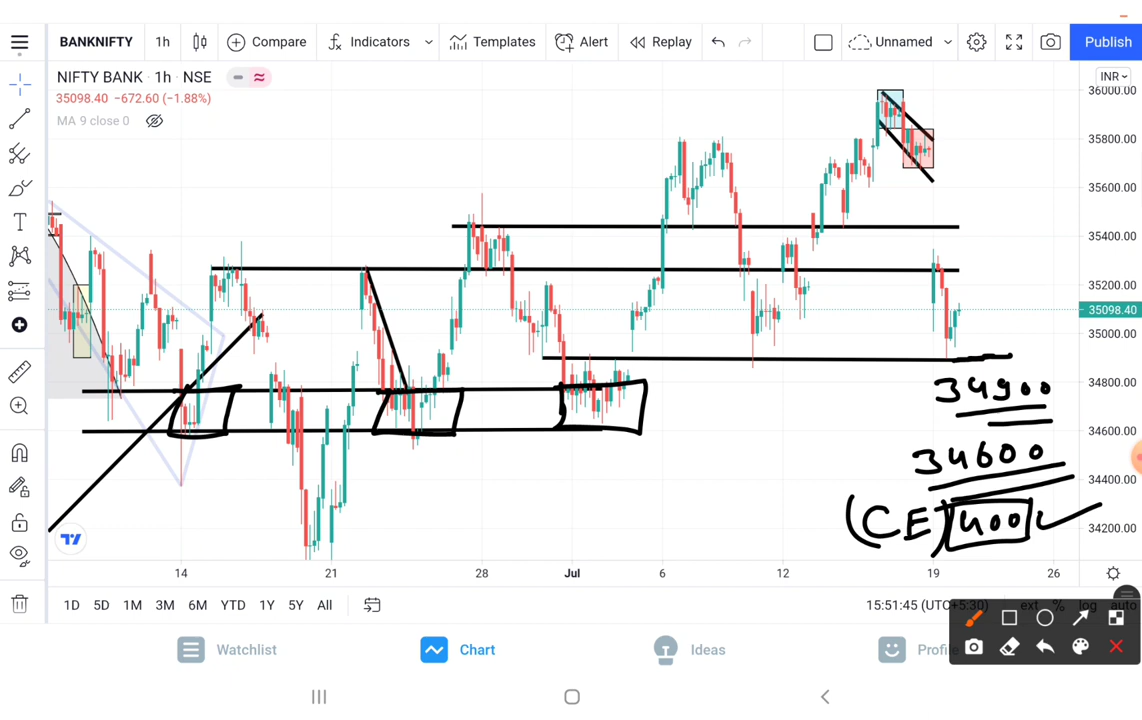 BANKNIFTY 1h Compare Indicators Templates Alert Replay Unnamed Publish
NIFTY BANK · 1h · NSE
35098.40 −672.60 (−1.88%)
MA 9 close 0
INR
36000.00
35800.00
35600.00
35400.00
35200.00
35098.40
35000.00
34800.00
34600.00
34400.00
34200.00
34900
34600
(CE) 400
14 21 28 Jul 6 12 19 26
1D 5D 1M 3M 6M YTD 1Y 5Y All 15:51:45 (UTC+5:30) ext % log auto
Watchlist Chart Ideas